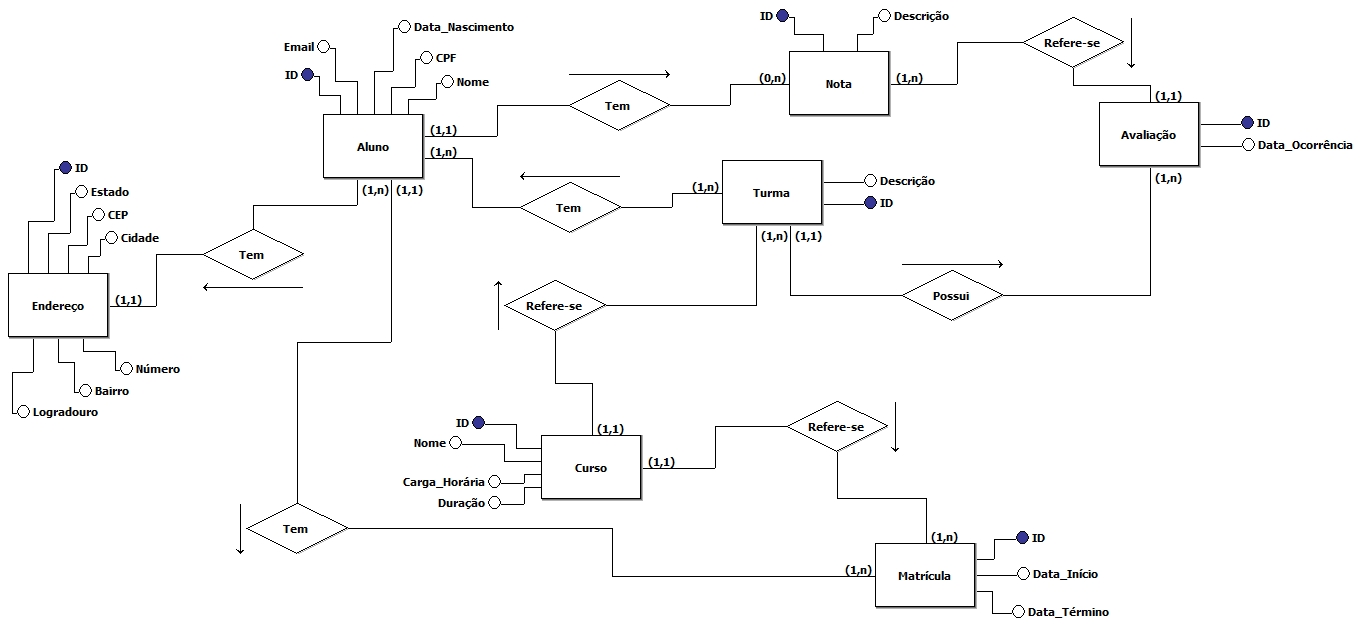 ID
Descrição
Data_Nascimento
Email
CPF
ID
Nome
Refere-se
(0,n)
Nota
(1,n)
Tem
(1,1)
Aluno
(1,1)
(1,n)
Avaliação
ID
Data_Ocorrência
(1,n)
(1,1)
(1,n)
ID
Estado
CEP
Cidade
Tem
(1,n)
Turma
Descrição
ID
Tem
(1,n)
(1,1)
Endereço
(1,1)
Refere-se
Possui
Número
Bairro
Logradouro
ID
Nome
Carga_Horária
Duração
(1,1)
Curso
(1,1)
Refere-se
Tem
(1,n)
(1,n)
Matrícula
ID
Data_Início
Data_Término